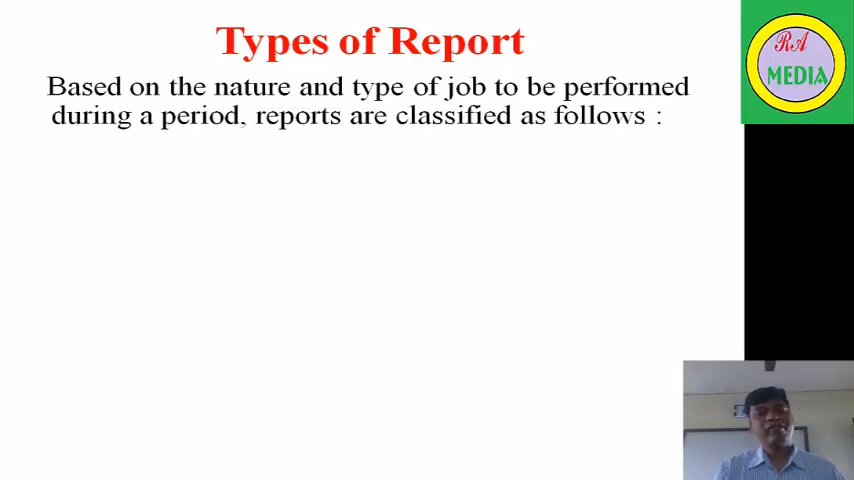 Types of Report
Based on the nature and type of job to be performed
during a period, reports are classified as follows :
RA
MEDIA